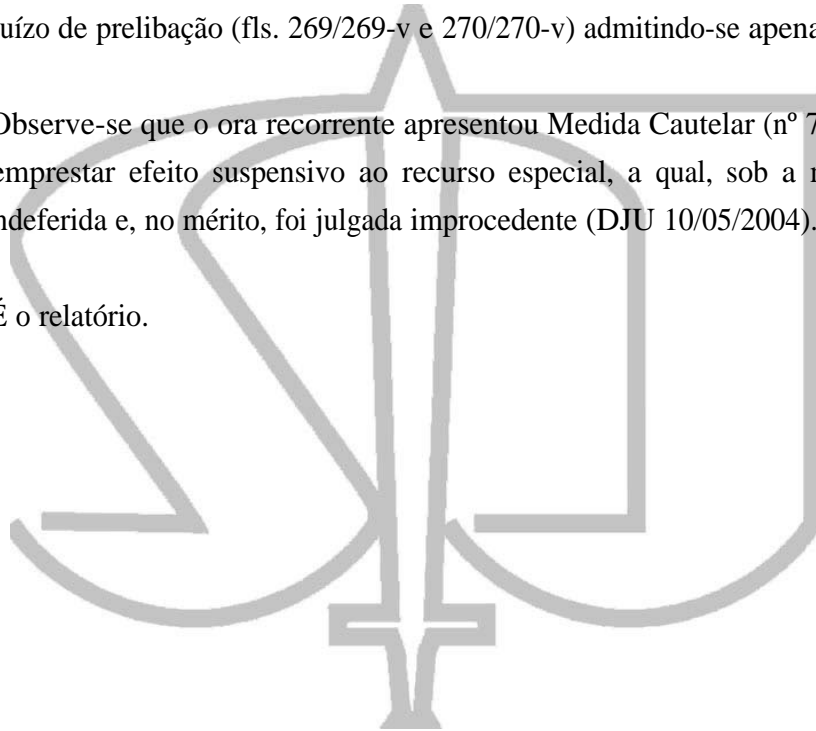 uízo de prelibação (fls. 269/269-v e 270/270-v) admitindo-se apena
Observe-se que o ora recorrente apresentou Medida Cautelar (nº 7
emprestar efeito suspensivo ao recurso especial, a qual, sob a
ndeferida e, no mérito, foi julgada improcedente (DJU 10/05/2004).
É o relatório.